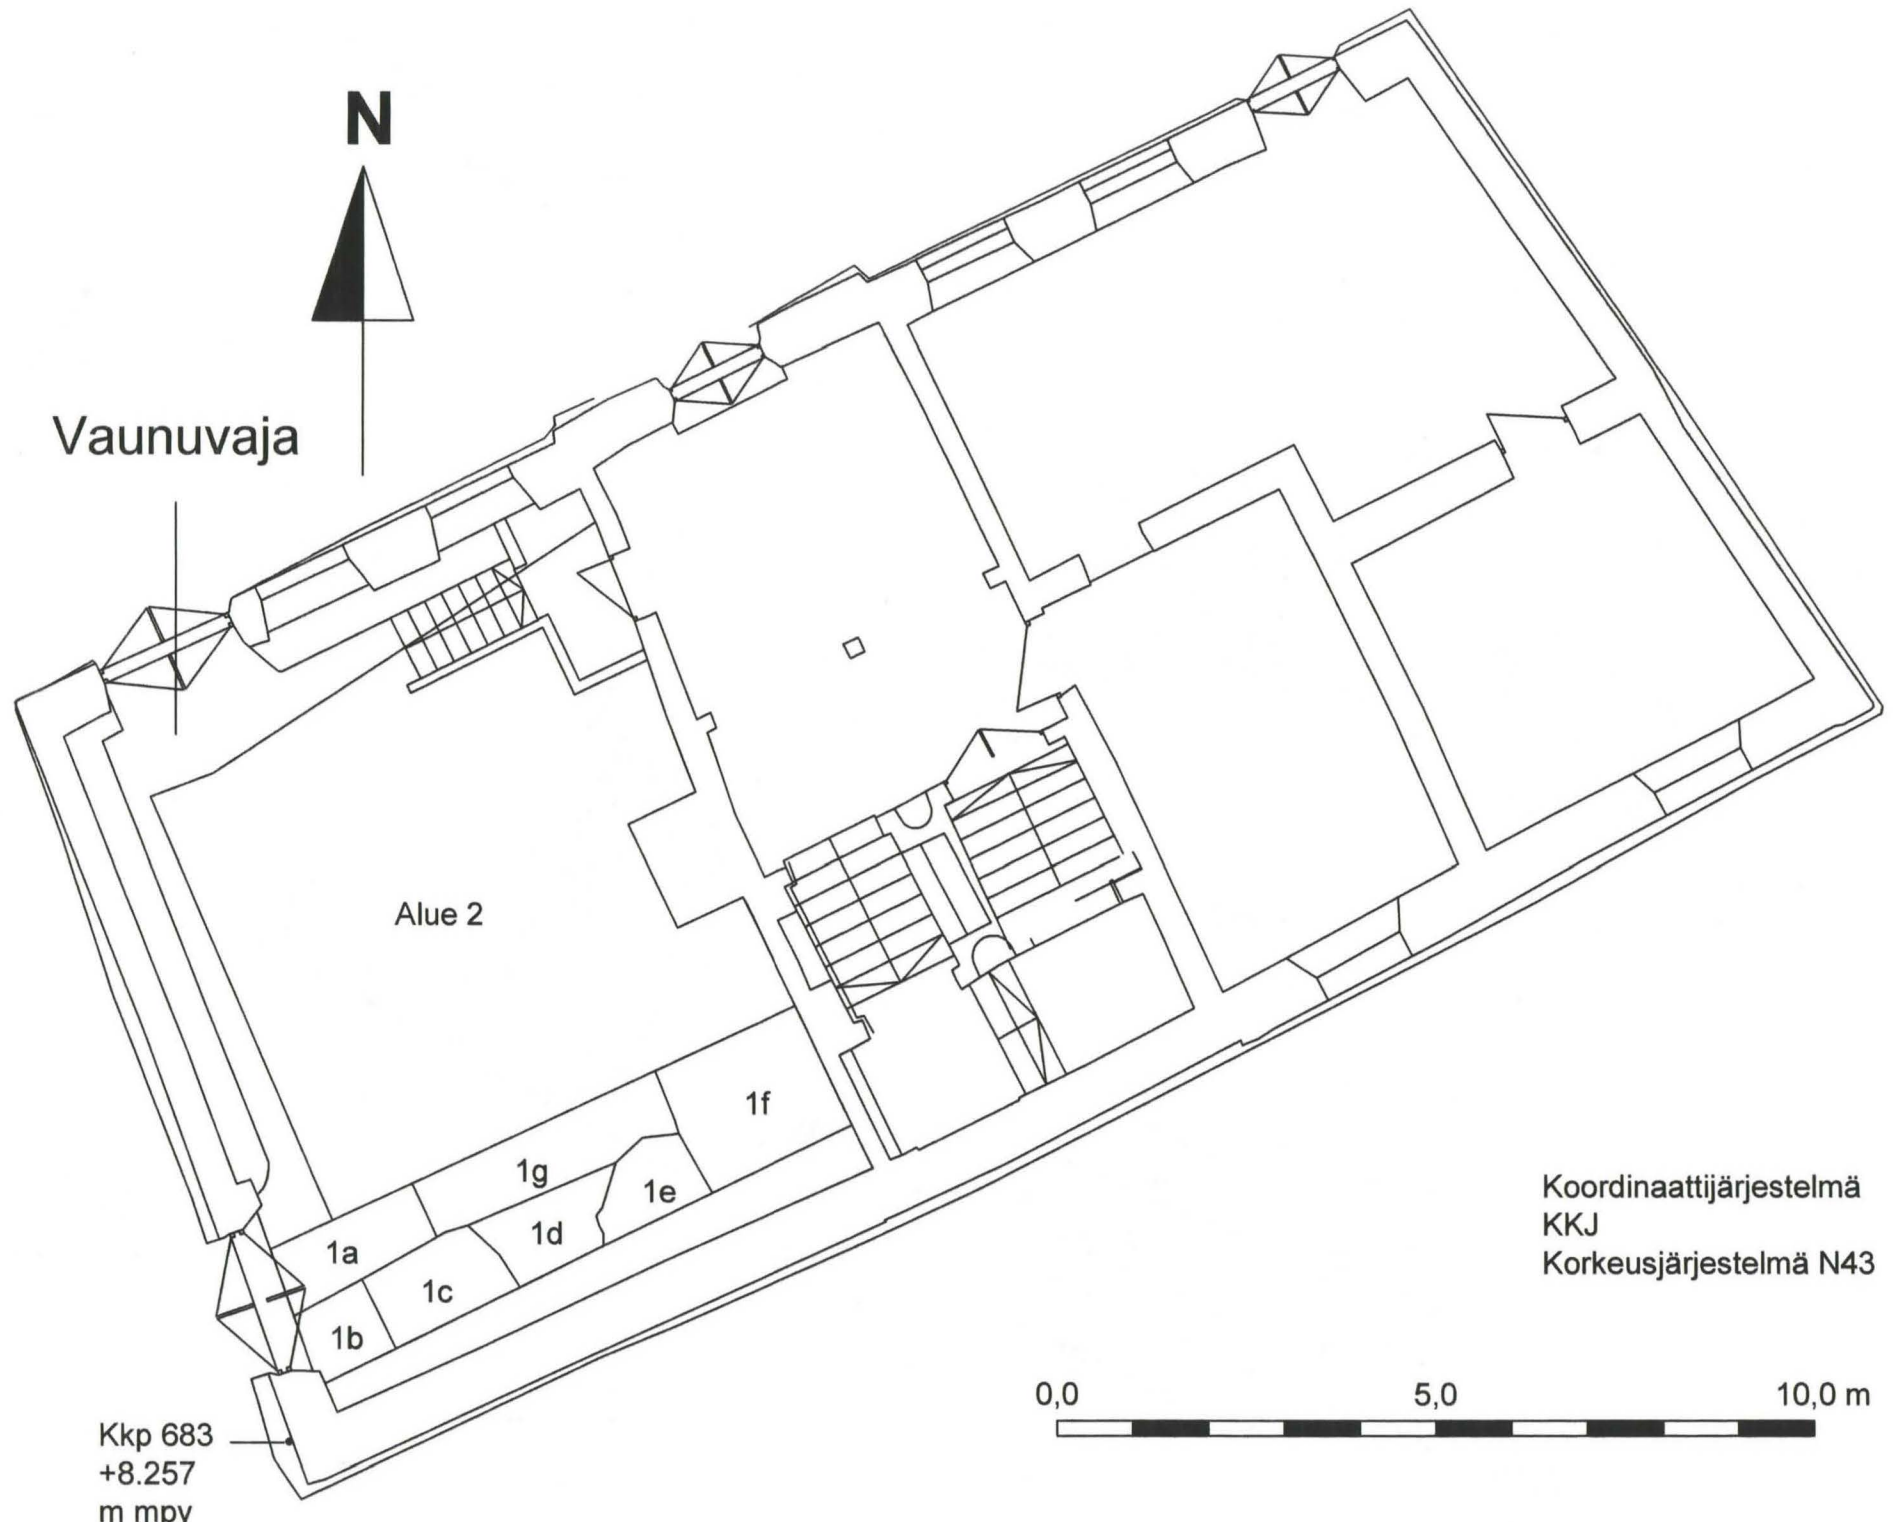 N
Vaunuvaja
Alue 2
1f
1g
1e
1d
1a
1c
1b
Koordinaattijärjestelmä
KKJ
Korkeusjärjestelmä N43
0,0 5,0 10,0 m
Kkp 683
+8.257
m mpy